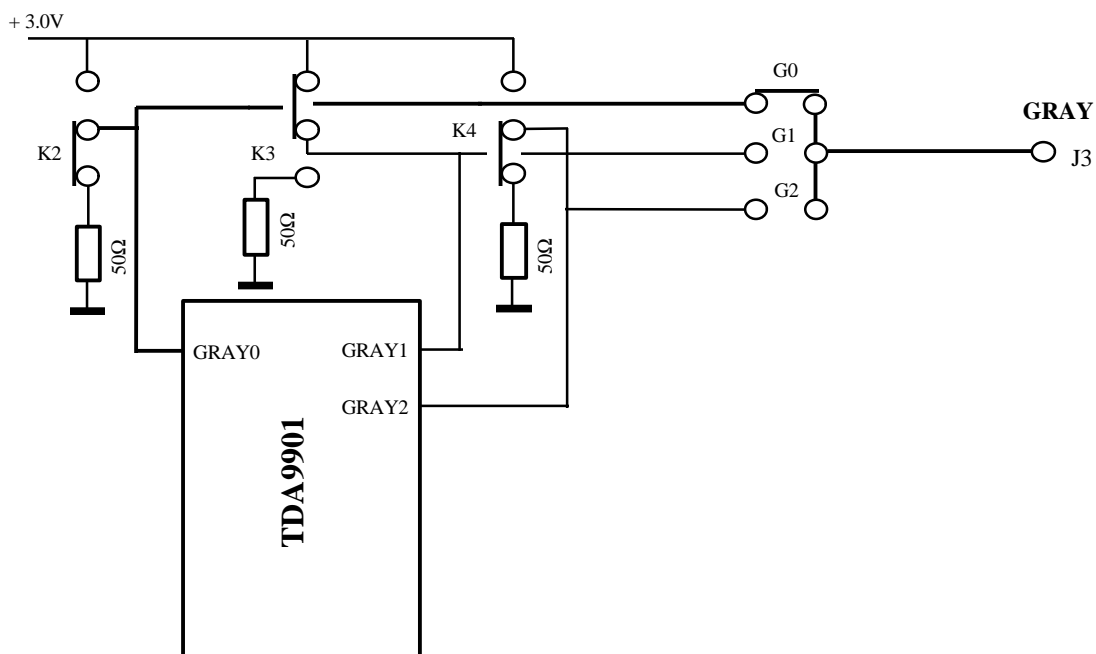 + 3.0V
G0
GRAY
K2
K3
K4
G1
J3
G2
50Ω
50Ω
50Ω
GRAY0
GRAY1
GRAY2
TDA9901